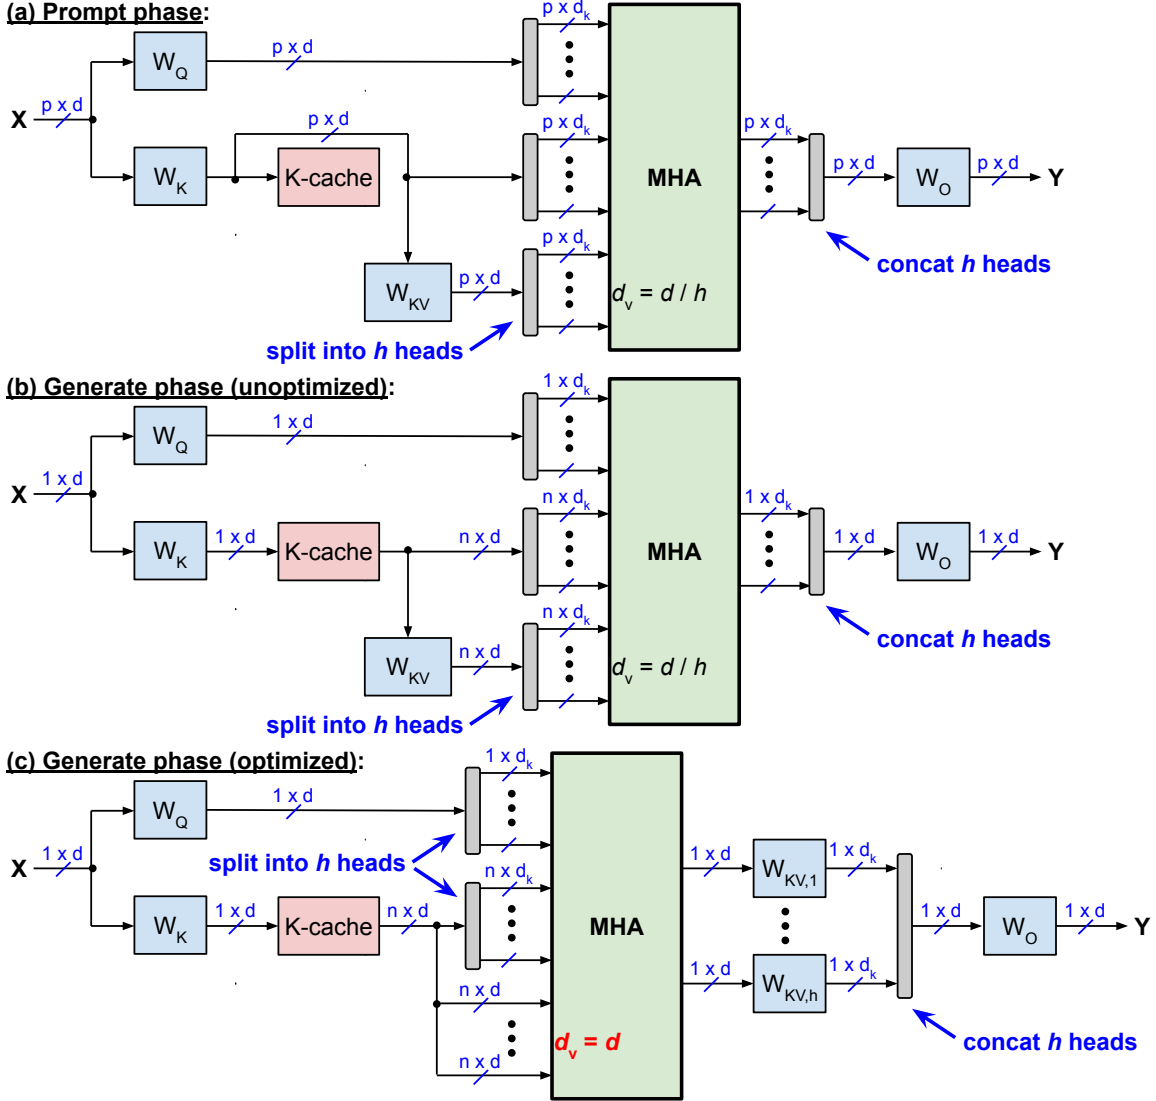 (a) Prompt phase:
X p x d W_Q p x d p x d_k
p x d
W_K K-cache p x d_k MHA p x d_k p x d W_O p x d Y
concat h heads
W_KV p x d p x d_k d_v = d / h
split into h heads
(b) Generate phase (unoptimized):
X 1 x d W_Q 1 x d 1 x d_k
W_K 1 x d K-cache n x d n x d_k MHA 1 x d_k 1 x d W_O 1 x d Y
concat h heads
W_KV n x d n x d_k d_v = d / h
split into h heads
(c) Generate phase (optimized):
X 1 x d W_Q 1 x d 1 x d_k
split into h heads
1 x d W_KV,1 1 x d_k
W_K 1 x d K-cache n x d n x d_k MHA 1 x d W_O 1 x d Y
1 x d W_KV,h 1 x d_k
n x d
d_v = d
concat h heads
n x d